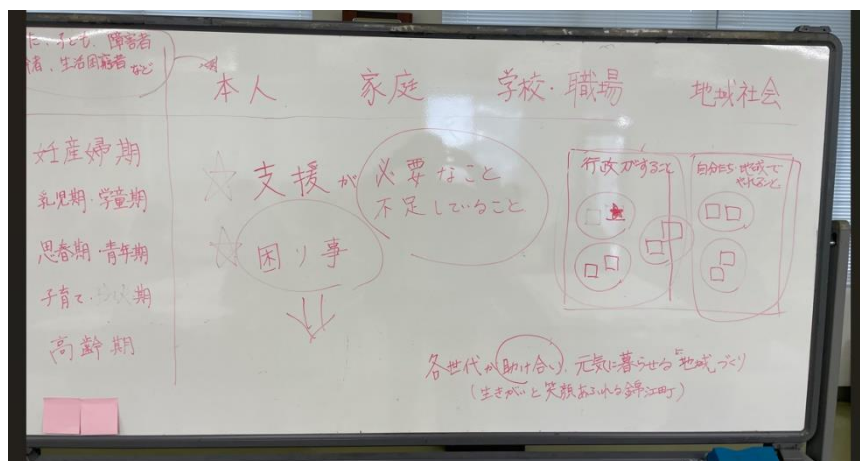 子ども、障害者
生活困窮者 など
本人 家庭 学校・職場 地域社会
妊産婦期
乳児期・学童期
思春期・青年期
子育て・ 期
高齢期
支援が 必要なこと
不足していること
困り事
行政がすること
自分たち・地域で
やれること
各世代が助け合い、元気に暮らせる“地域”づくり
(生きがいと笑顔あふれる錦江町)